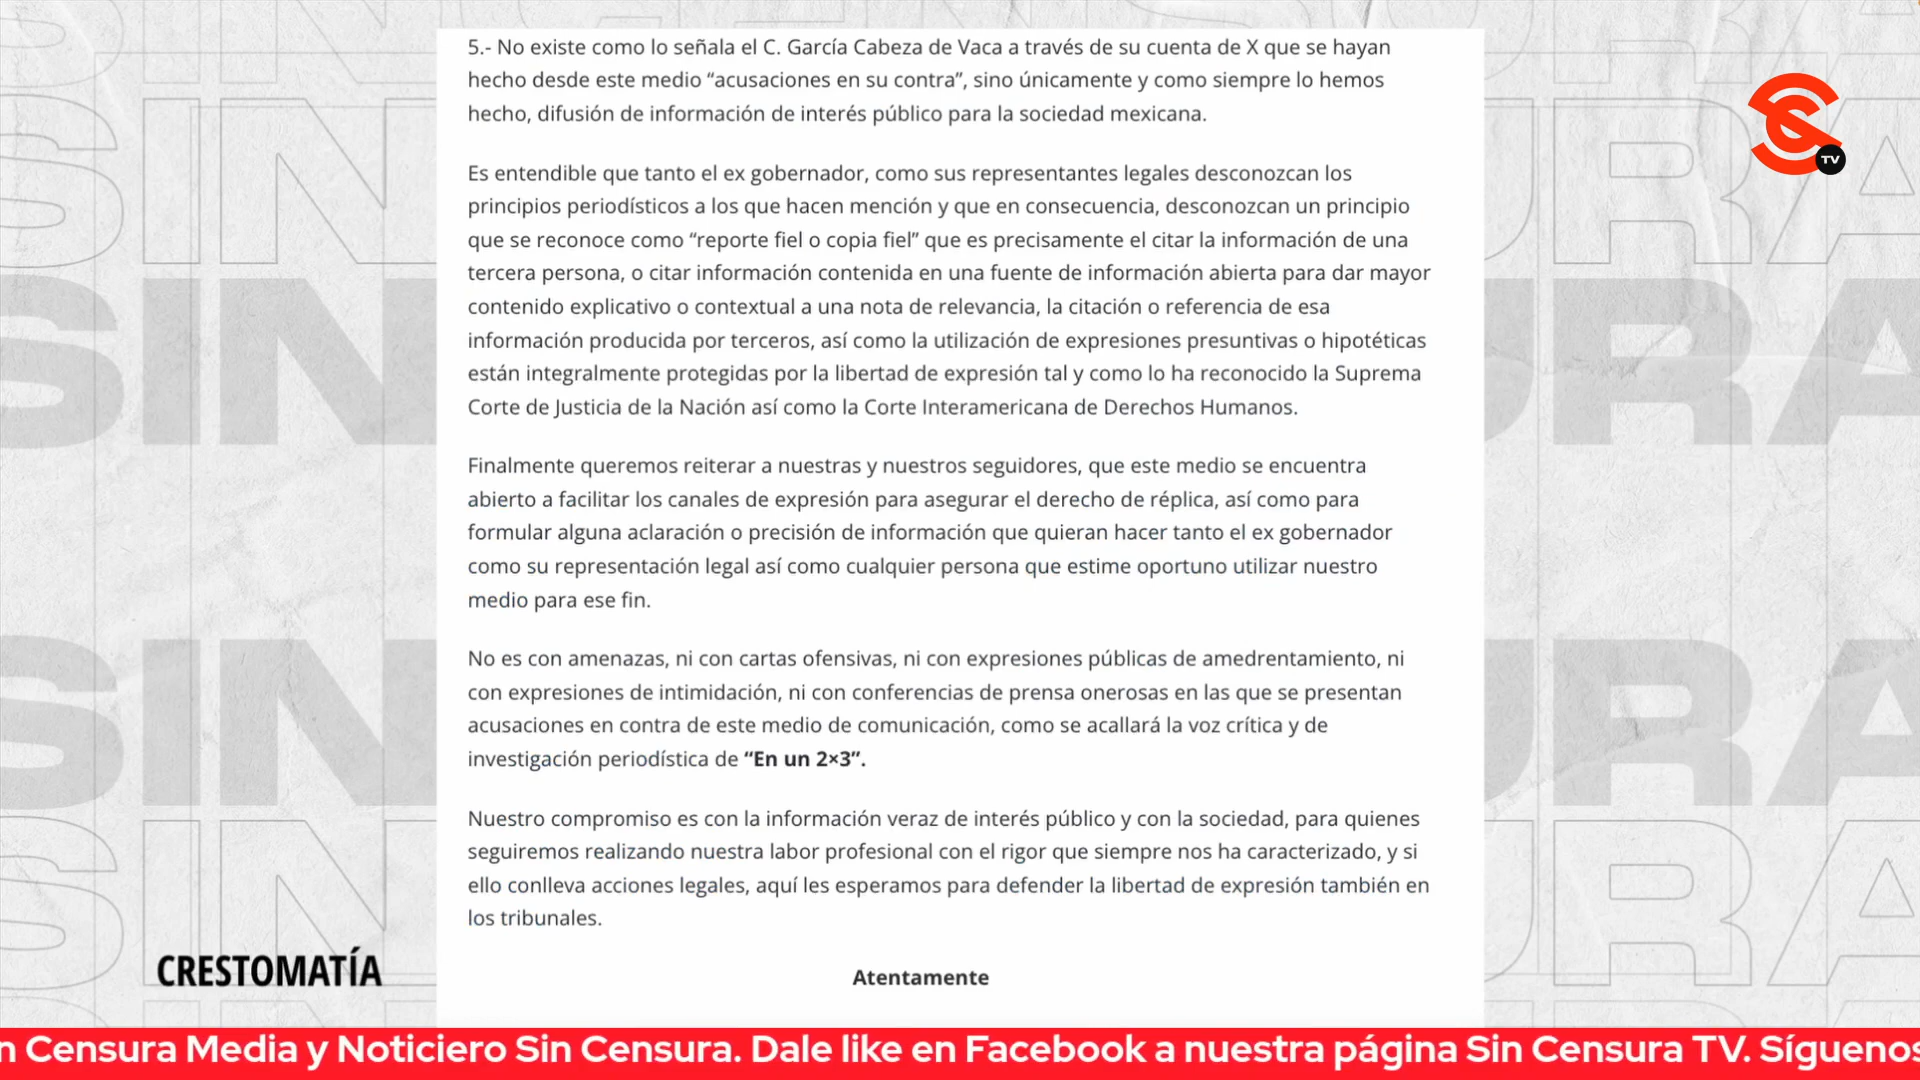 5.- No existe como lo señala el C. García Cabeza de Vaca a través de su cuenta de X que se hayan
hecho desde este medio “acusaciones en su contra”, sino únicamente y como siempre lo hemos
hecho, difusión de información de interés público para la sociedad mexicana.
Es entendible que tanto el ex gobernador, como sus representantes legales desconozcan los
principios periodísticos a los que hacen mención y que en consecuencia, desconozcan un principio
que se reconoce como “reporte fiel o copia fiel” que es precisamente el citar la información de una
tercera persona, o citar información contenida en una fuente de información abierta para dar mayor
contenido explicativo o contextual a una nota de relevancia, la citación o referencia de esa
información producida por terceros, así como la utilización de expresiones presuntivas o hipotéticas
están integralmente protegidas por la libertad de expresión tal y como lo ha reconocido la Suprema
Corte de Justicia de la Nación así como la Corte Interamericana de Derechos Humanos.
Finalmente queremos reiterar a nuestras y nuestros seguidores, que este medio se encuentra
abierto a facilitar los canales de expresión para asegurar el derecho de réplica, así como para
formular alguna aclaración o precisión de información que quieran hacer tanto el ex gobernador
como su representación legal así como cualquier persona que estime oportuno utilizar nuestro
medio para ese fin.
No es con amenazas, ni con cartas ofensivas, ni con expresiones públicas de amedrentamiento, ni
con expresiones de intimidación, ni con conferencias de prensa onerosas en las que se presentan
acusaciones en contra de este medio de comunicación, como se acallará la voz crítica y de
investigación periodística de “En un 2×3”.
Nuestro compromiso es con la información veraz de interés público y con la sociedad, para quienes
seguiremos realizando nuestra labor profesional con el rigor que siempre nos ha caracterizado, y si
ello conlleva acciones legales, aquí les esperamos para defender la libertad de expresión también en
los tribunales.
Atentamente
CRESTOMATÍA
TV
SIN
SIN
SIN
SIN
URA
URA
URA
URA
n Censura Media y Noticiero Sin Censura. Dale like en Facebook a nuestra página Sin Censura TV. Síguenos